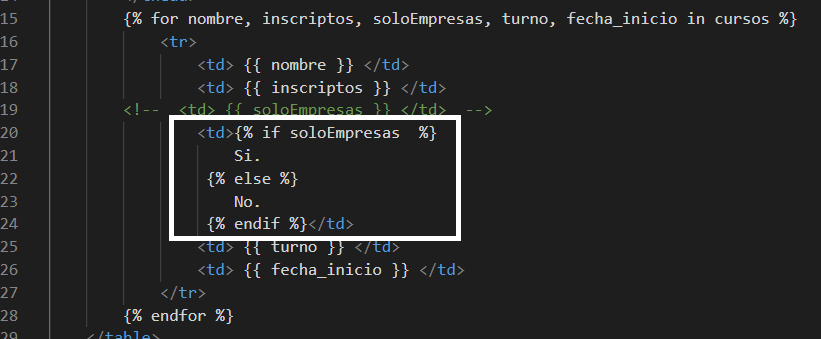 15 {% for nombre, inscriptos, soloEmpresas, turno, fecha_inicio in cursos %}
16 <tr>
17 <td> {{ nombre }} </td>
18 <td> {{ inscriptos }} </td>
19 <!-- <td> {{ soloEmpresas }} </td> -->
20 <td>{% if soloEmpresas %}
21 Si.
22 {% else %}
23 No.
24 {% endif %}</td>
25 <td> {{ turno }} </td>
26 <td> {{ fecha_inicio }} </td>
27 </tr>
28 {% endfor %}
29 </table>